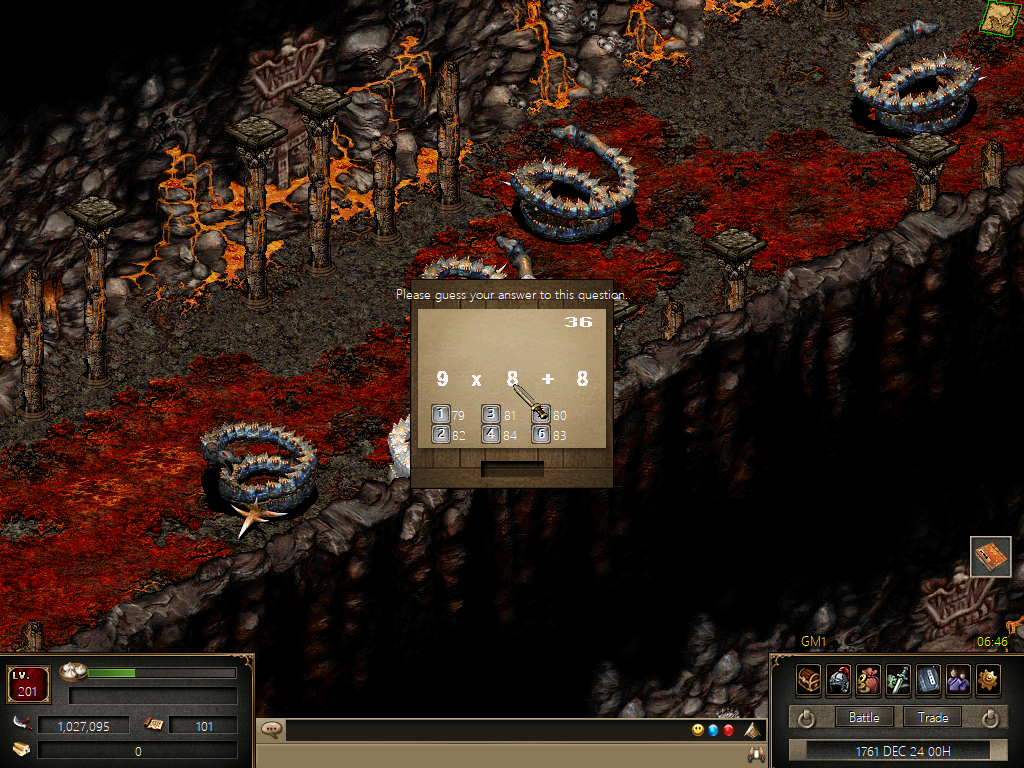 Please guess your answer to this question.
36
9 x 8 + 8
1 79 3 81 80
2 82 4 84 6 83
GM1 06:46
LV.
201
1,027,095 101
0
Battle Trade
1761 DEC 24 00H